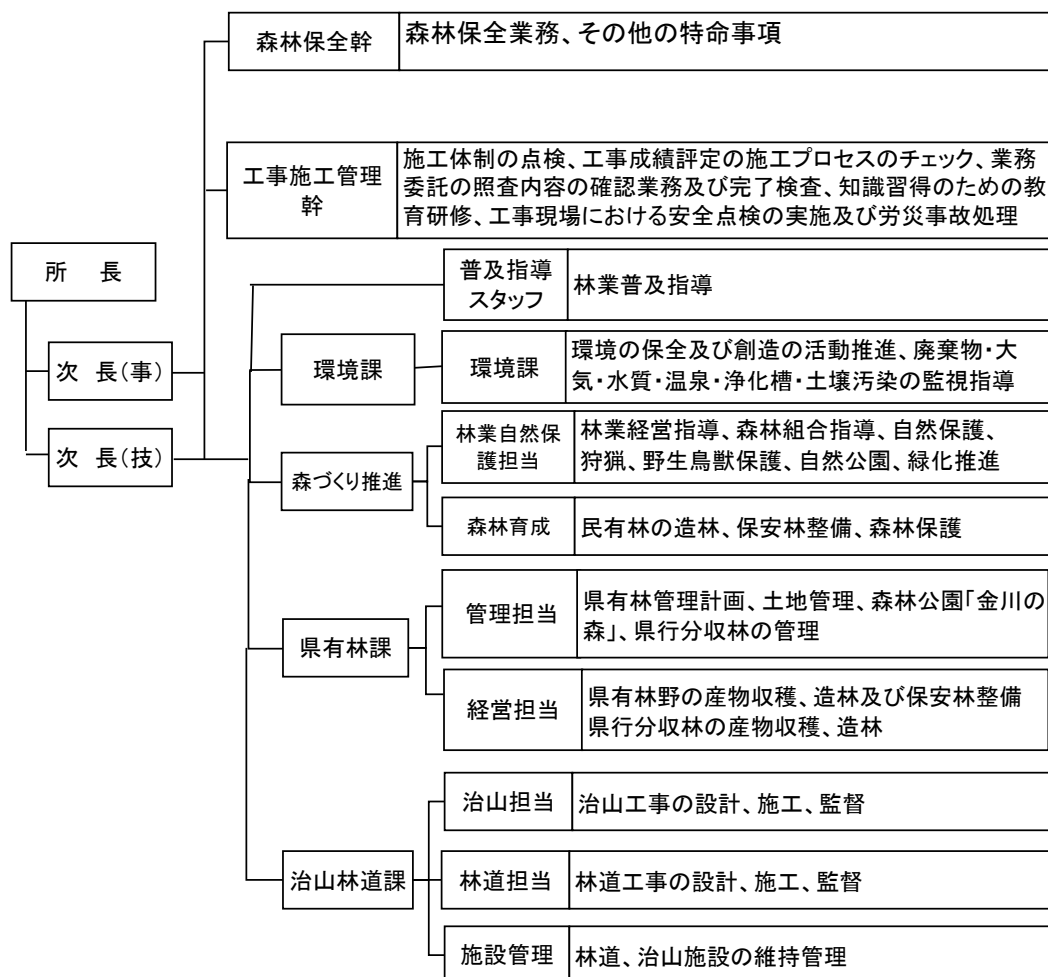 森林保全幹
森林保全業務、その他の特命事項
工事施工管理
幹
施工体制の点検、工事成績評定の施工プロセスのチェック、業務
委託の照査内容の確認業務及び完了検査、知識習得のための教
育研修、工事現場における安全点検の実施及び労災事故処理
所 長
次 長(事)
次 長(技)
普及指導
スタッフ
林業普及指導
環境課
環境課
環境の保全及び創造の活動推進、廃棄物・大
気・水質・温泉・浄化槽・土壌汚染の監視指導
森づくり推進
林業自然保
護担当
林業経営指導、森林組合指導、自然保護、
狩猟、野生鳥獣保護、自然公園、緑化推進
森林育成
民有林の造林、保安林整備、森林保護
県有林課
管理担当
県有林管理計画、土地管理、森林公園「金川の
森」、県行分収林の管理
経営担当
県有林野の産物収穫、造林及び保安林整備
県行分収林の産物収穫、造林
治山林道課
治山担当
治山工事の設計、施工、監督
林道担当
林道工事の設計、施工、監督
施設管理
林道、治山施設の維持管理